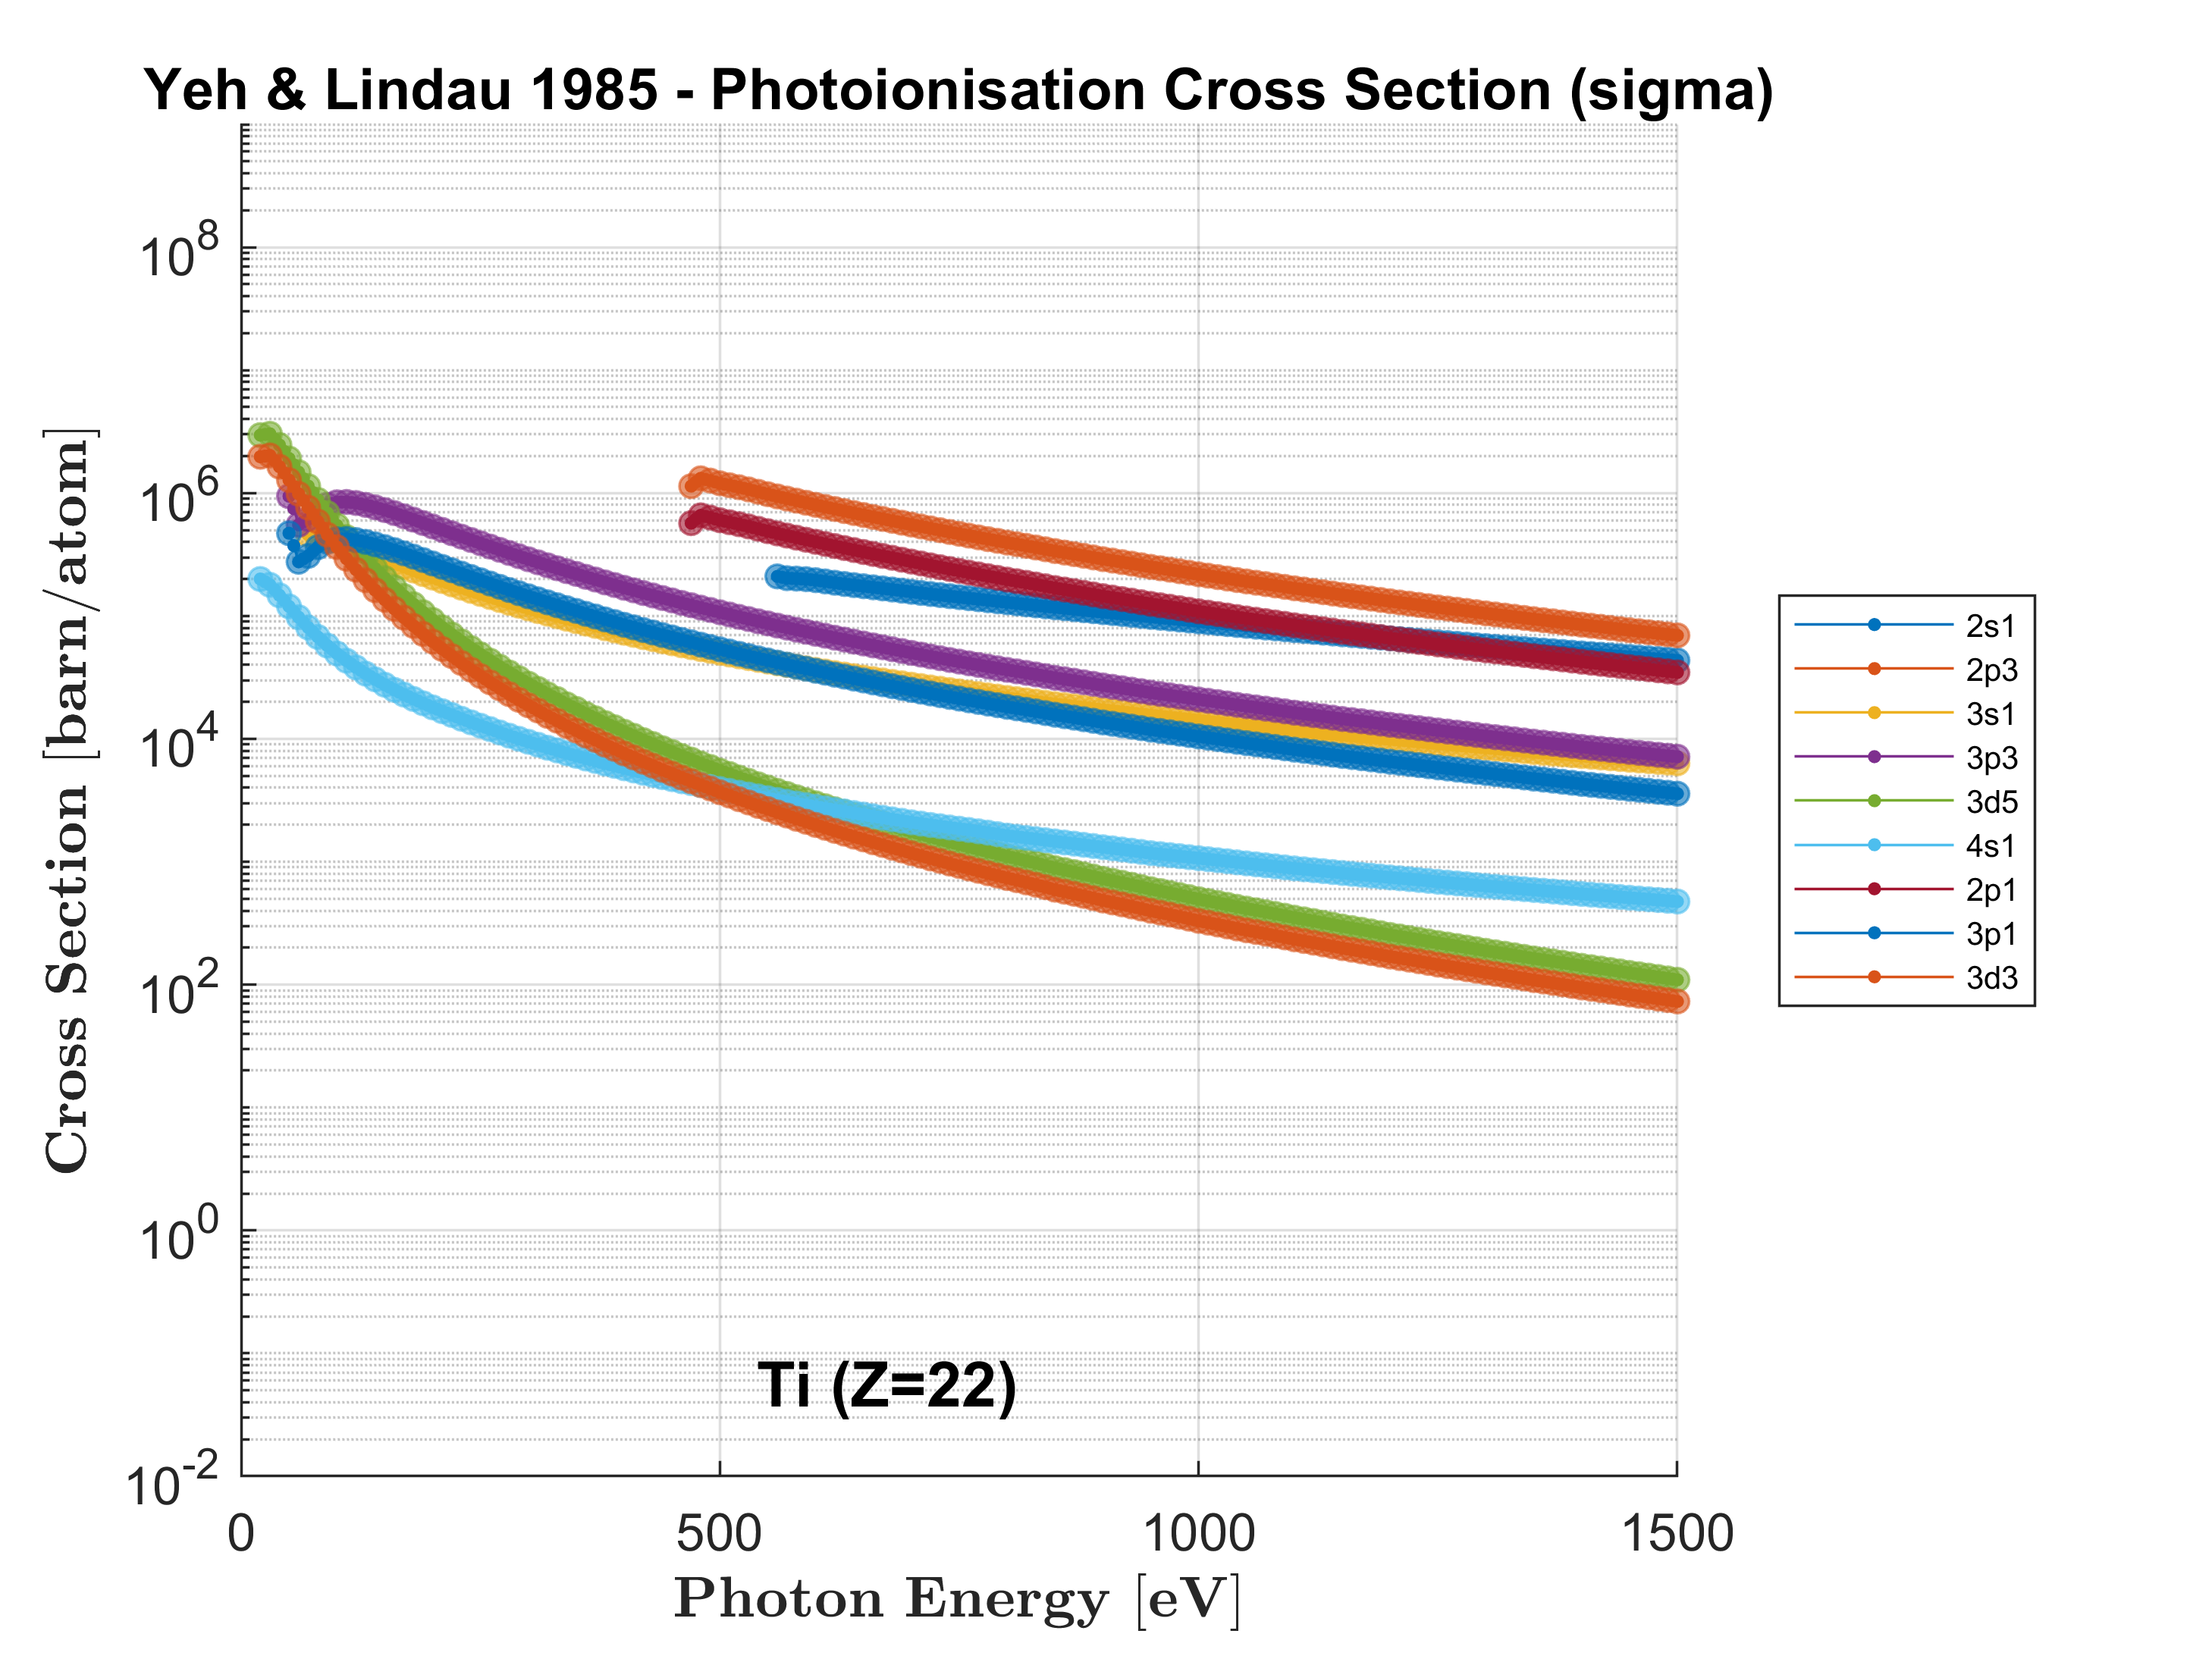 Yeh & Lindau 1985 - Photoionisation Cross Section (sigma)
10^8
10^6
10^4
10^2
10^0
10^-2
Cross Section [barn/atom]
Ti (Z=22)
0 500 1000 1500
Photon Energy [eV]
2s1
2p3
3s1
3p3
3d5
4s1
2p1
3p1
3d3